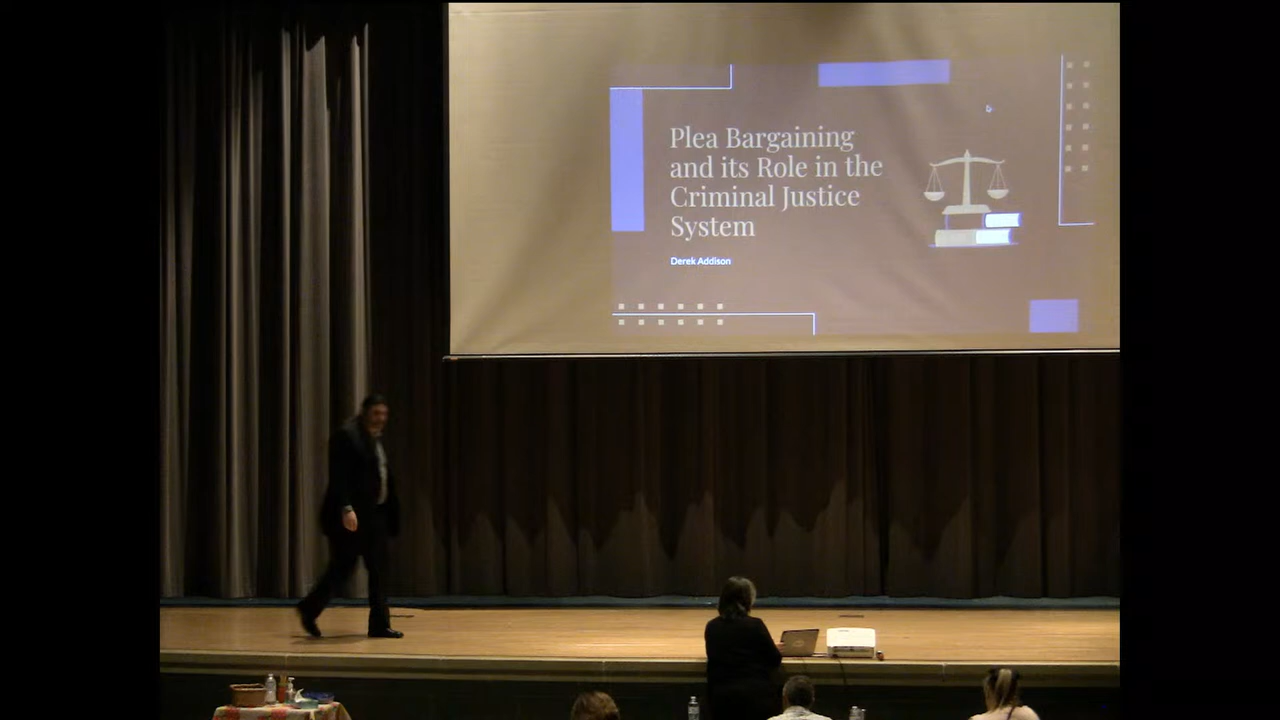 Plea Bargaining
and its Role in the
Criminal Justice
System
Derek Addison